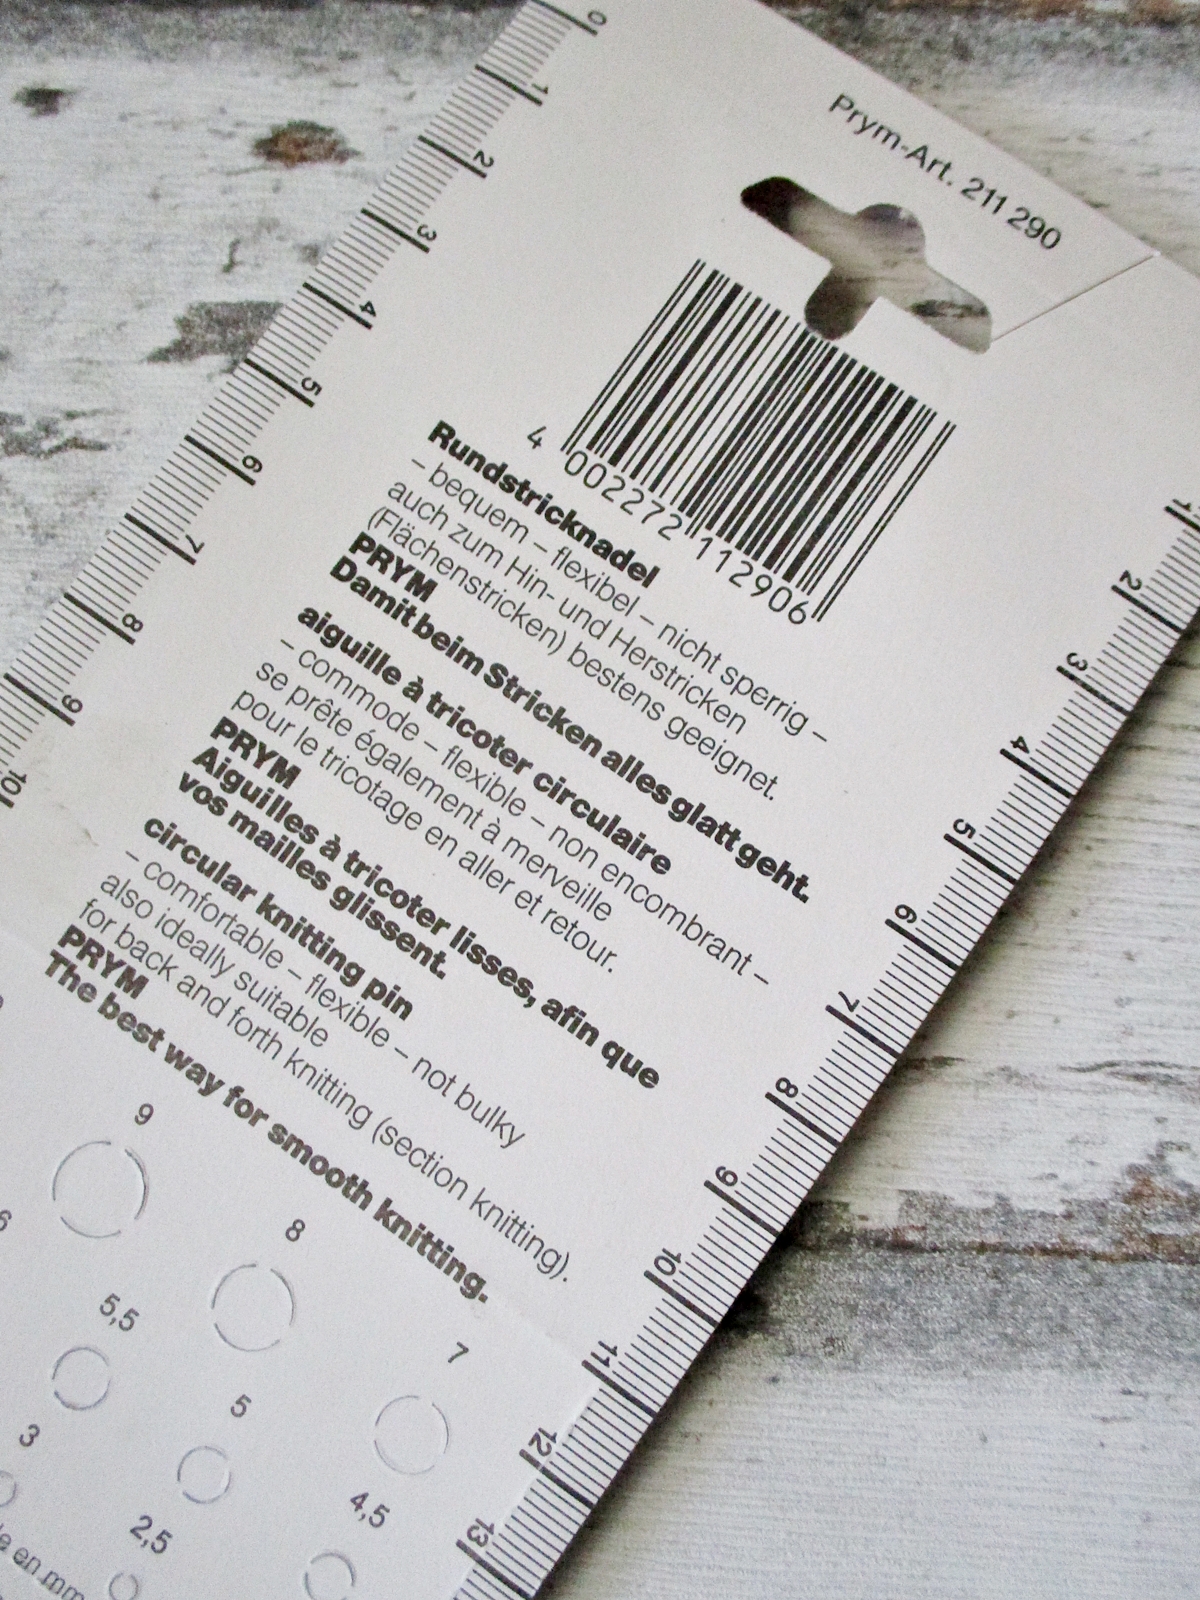 Prym-Art. 211 290
4 002272 112906
Rundstricknadel
– bequem – flexibel – nicht sperrig –
auch zum Hin- und Herstricken
(Flächenstricken) bestens geeignet.
PRYM
Damit beim Stricken alles glatt geht.
aiguille à tricoter circulaire
– commode – flexible – non encombrant –
se prête également à merveille
pour le tricotage en aller et retour.
PRYM
Aiguilles à tricoter lisses, afin que
vos mailles glissent.
circular knitting pin
– comfortable – flexible – not bulky
also ideally suitable
for back and forth knitting (section knitting).
PRYM
The best way for smooth knitting.
0
1
2
3
4
5
6
7
8
9
10
1
2
3
4
5
6
7
8
9
10
11
12
13
9
8
7
6
5,5
5
4,5
3
2,5
en mm